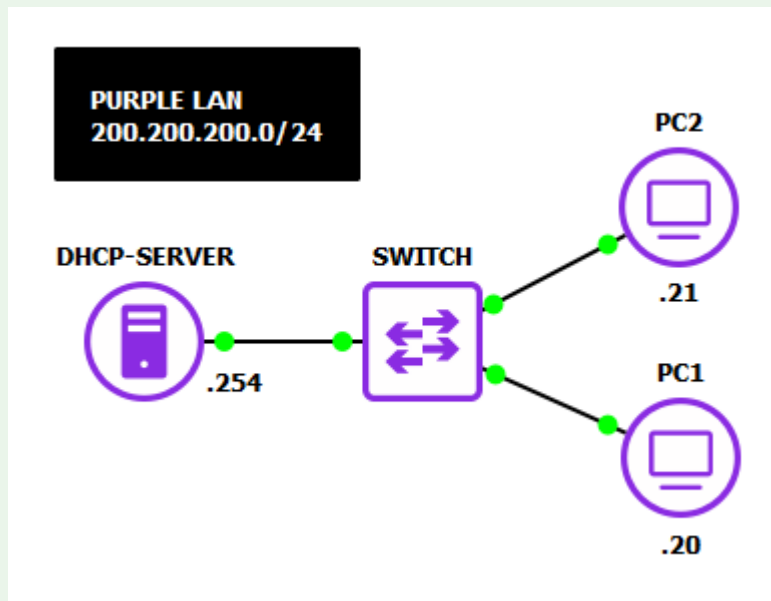 PURPLE LAN
200.200.200.0/24
PC2
DHCP-SERVER
SWITCH
.21
.254
PC1
.20